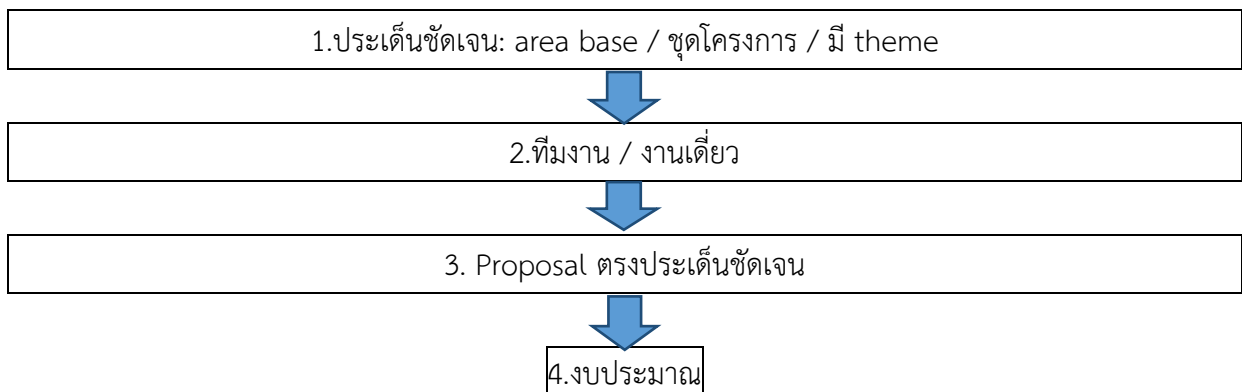 1.ประเด็นชัดเจน: area base / ชุดโครงการ / มี theme
2.ทีมงาน / งานเดี่ยว
3. Proposal ตรงประเด็นชัดเจน
4.งบประมาณ